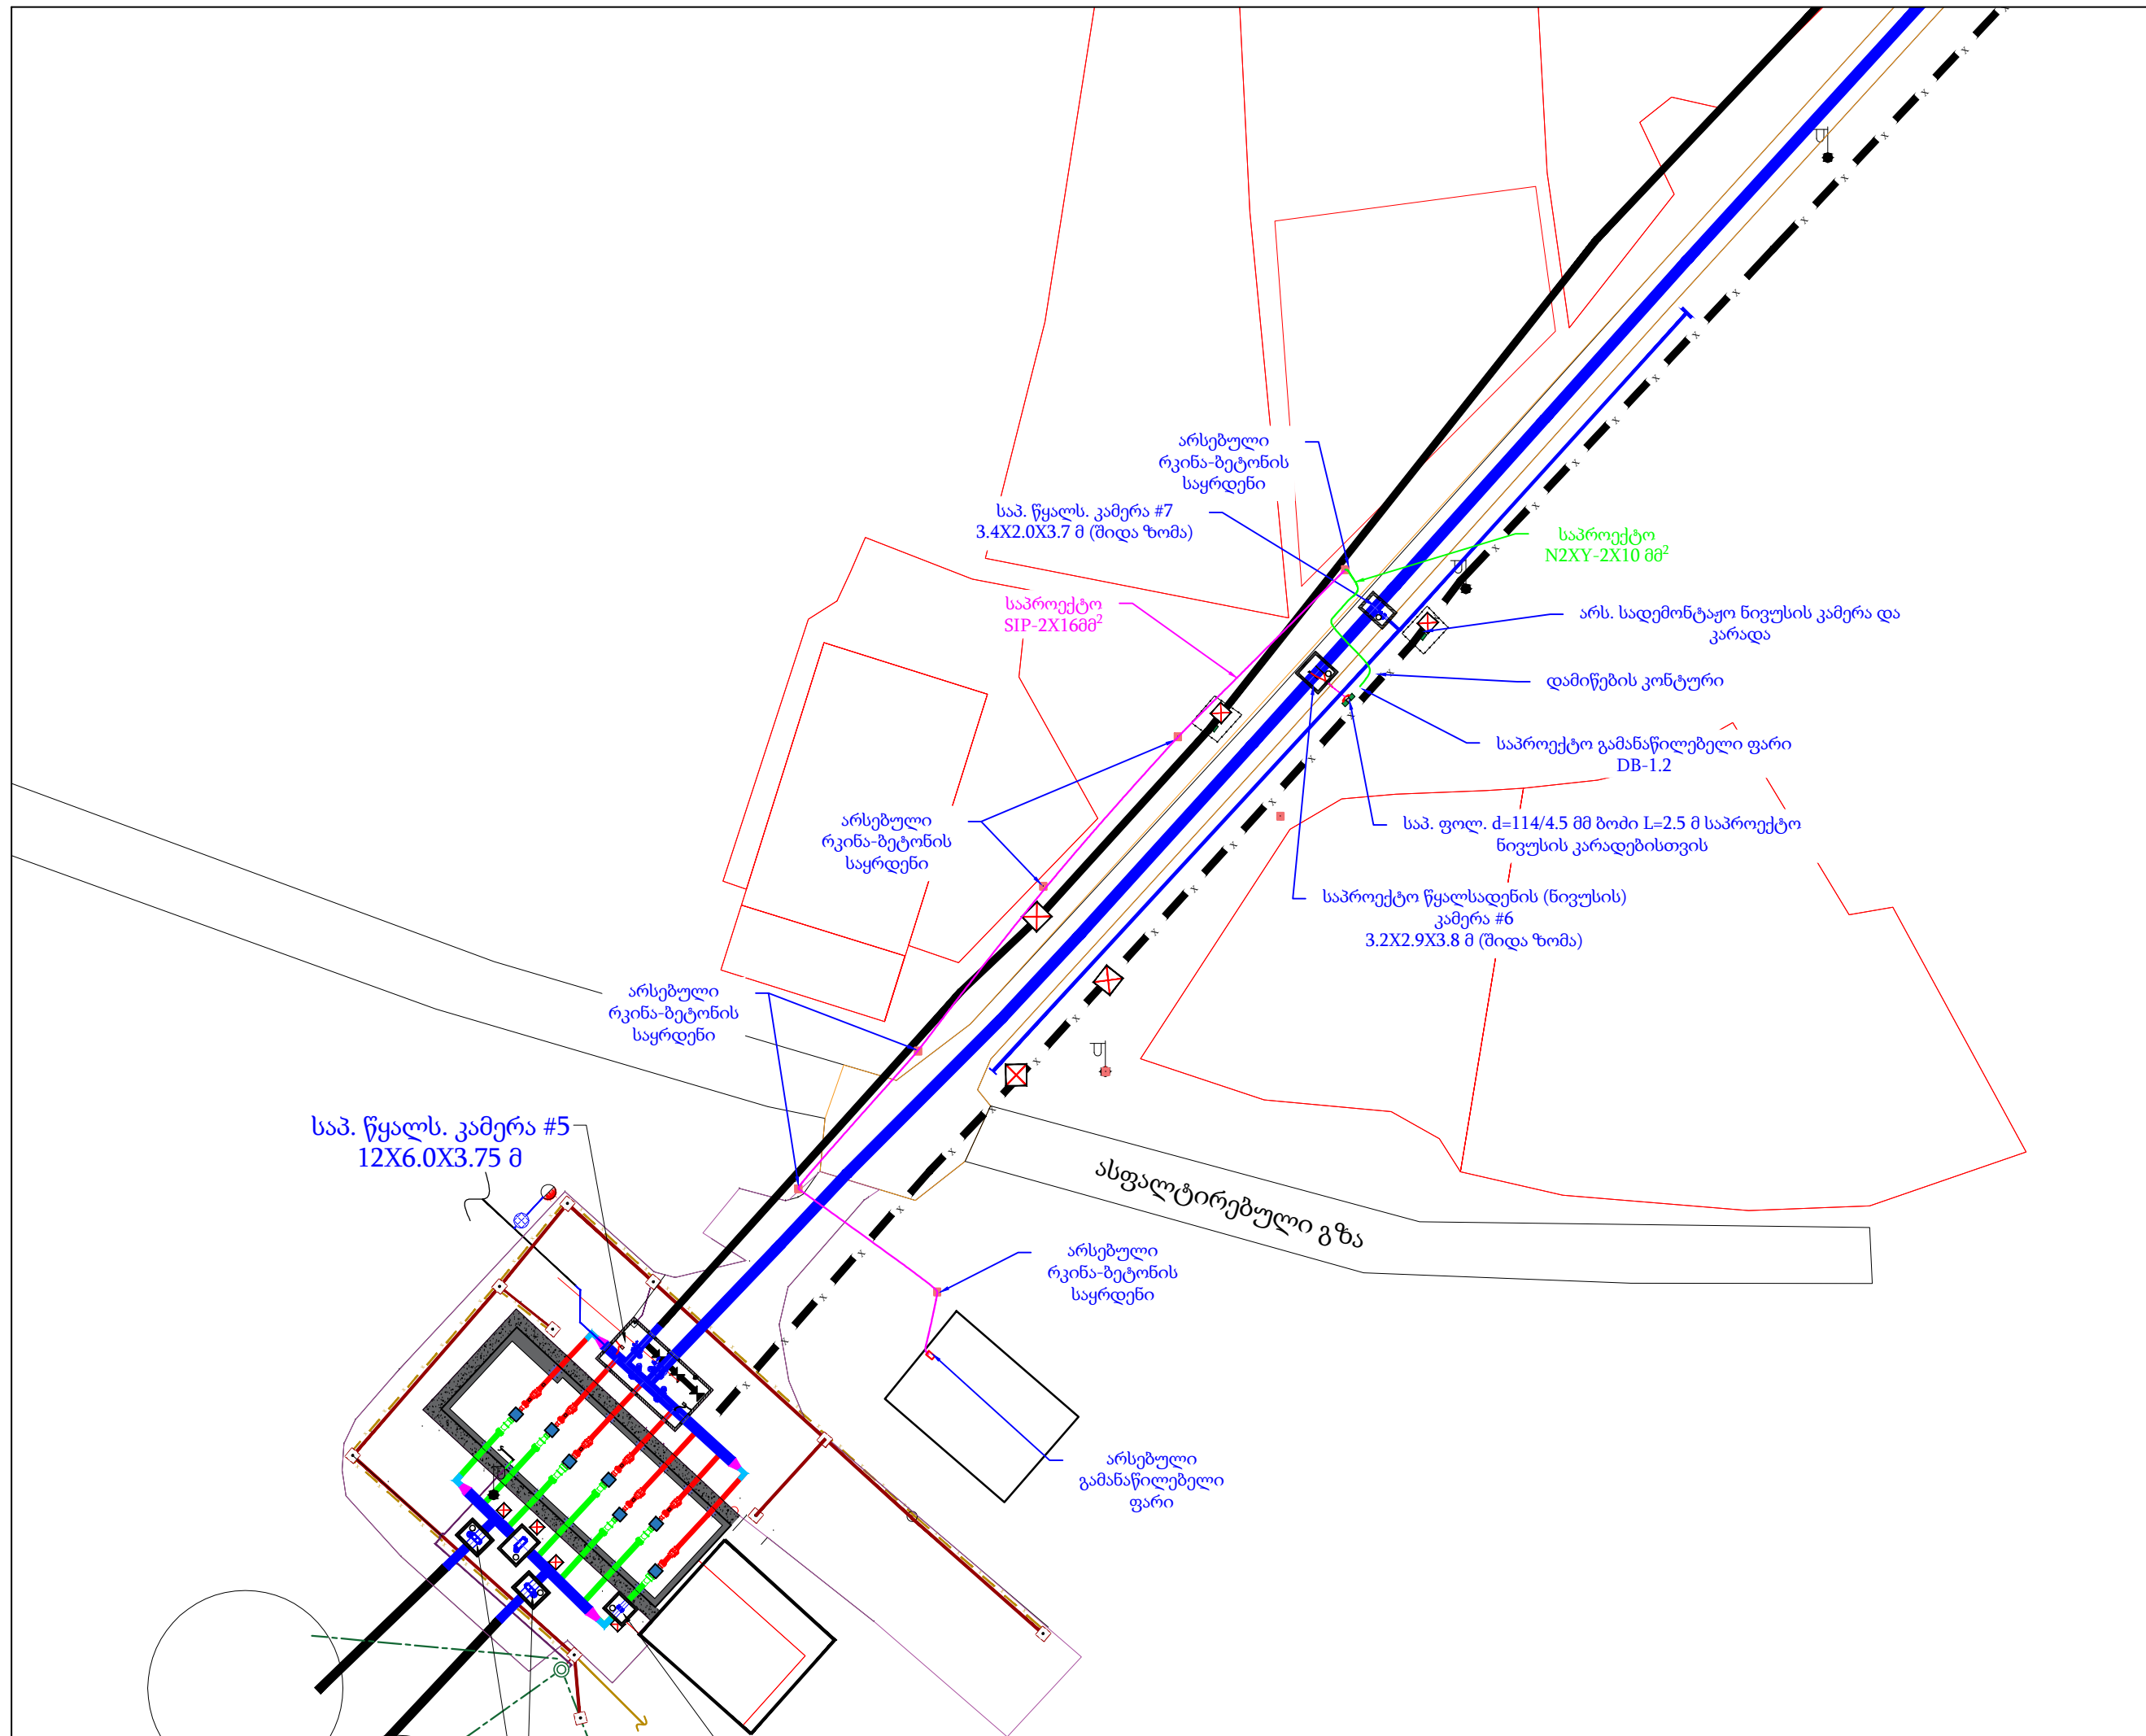 არსებული
რკინა-ბეტონის
საყრდენი
საპ. წყალს. კამერა #7
3.4X2.0X3.7 მ (შიდა ზომა)
საპროექტო
N2XY-2X10 მმ²
საპროექტო
SIP-2X16მმ²
არს. სადემონტაჟო ნივუსის კამერა და
კარადა
დამიწების კონტური
საპროექტო გამანაწილებელი ფარი
DB-1.2
არსებული
რკინა-ბეტონის
საყრდენი
საპ. ფოლ. d=114/4.5 მმ ბოძი L=2.5 მ საპროექტო
ნივუსის კარადებისთვის
საპროექტო წყალსადენის (ნივუსის)
კამერა #6
3.2X2.9X3.8 მ (შიდა ზომა)
არსებული
რკინა-ბეტონის
საყრდენი
საპ. წყალს. კამერა #5
12X6.0X3.75 მ
ასფალტირებული გზა
არსებული
რკინა-ბეტონის
საყრდენი
არსებული
გამანაწილებელი
ფარი